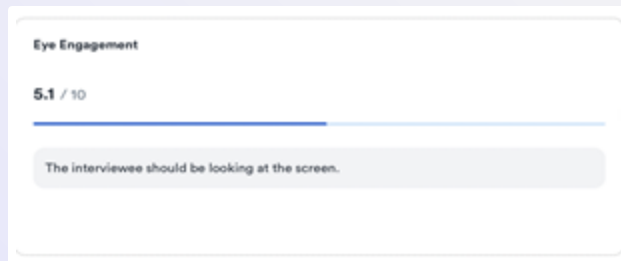 Eye Engagement
5.1 / 10
The interviewee should be looking at the screen.